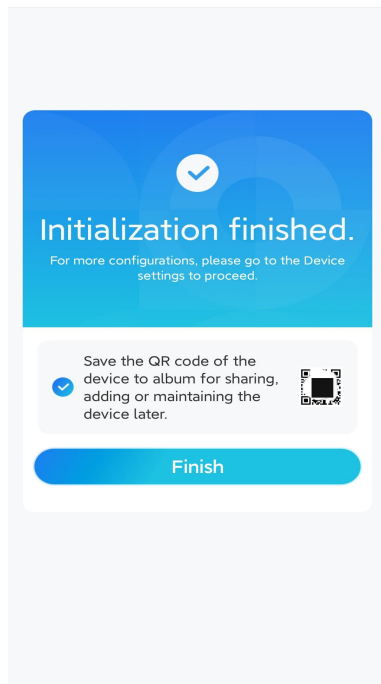 Initialization finished.
For more configurations, please go to the Device
settings to proceed.
Save the QR code of the
device to album for sharing,
adding or maintaining the
device later.
Finish